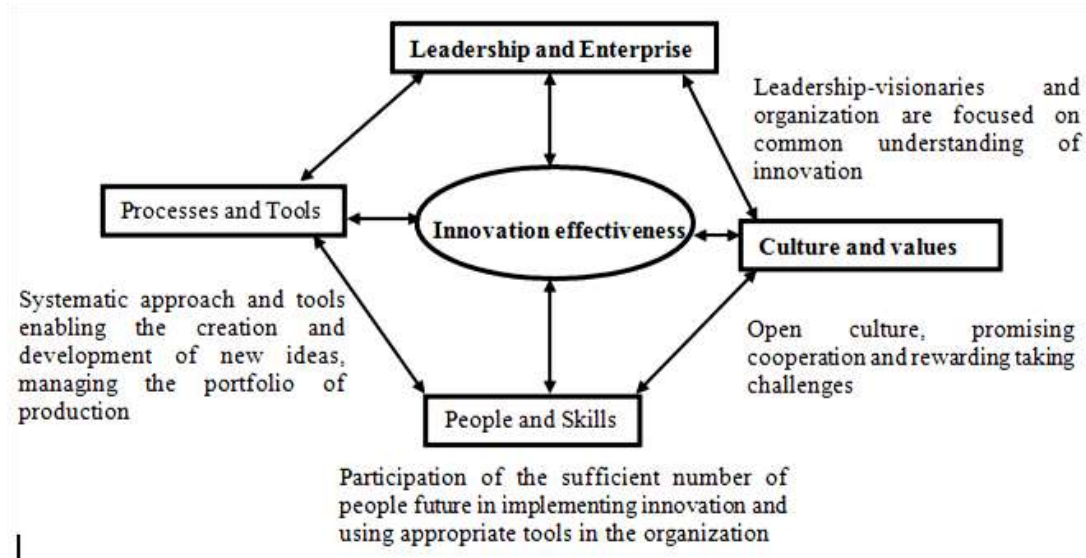 Leadership and Enterprise
Leadership-visionaries and
organization are focused on
common understanding of
innovation
Processes and Tools
Innovation effectiveness
Culture and values
Systematic approach and tools
enabling the creation and
development of new ideas,
managing the portfolio of
production
Open culture, promising
cooperation and rewarding taking
challenges
People and Skills
Participation of the sufficient number of
people future in implementing innovation and
using appropriate tools in the organization